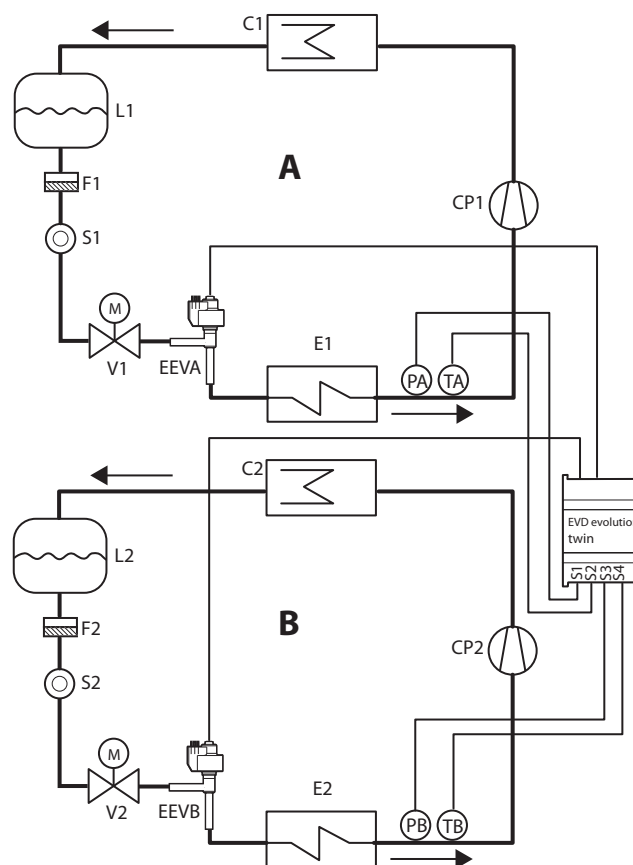 C1
L1
A
F1
CP1
S1
M
E1
V1
EEVA
PA
TA
C2
EVD evolution
twin
L2
S1
S2
S3
S4
B
F2
CP2
S2
M
E2
V2
EEVB
PB
TB